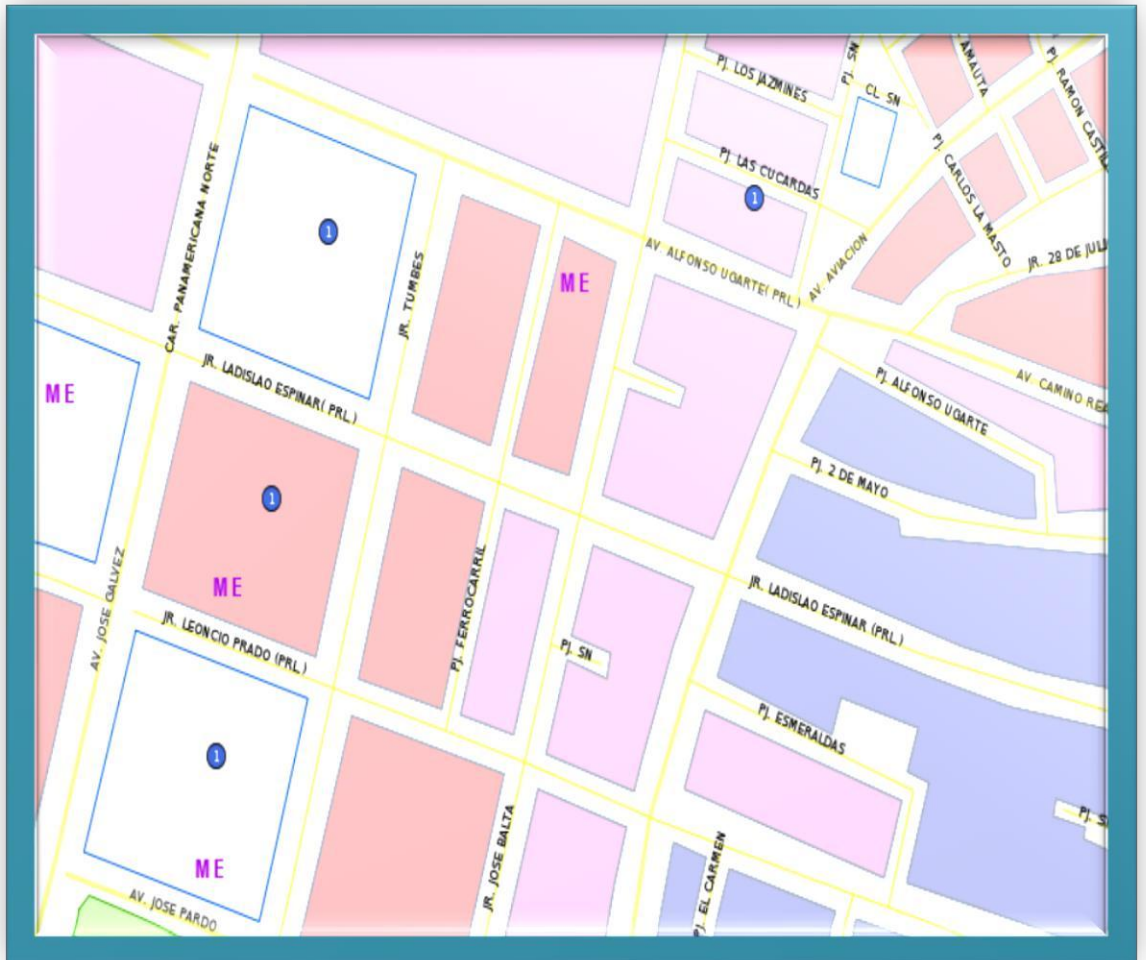 PJ. LOS JAZMINES
PJ. SN
CL. SN
AMAUTA
PJ. RAMON CASTILL
PJ. LAS CUCARDAS
1
PJ. CARLOS LA MASTO
CAR. PANAMERICANA NORTE
1
JR. TUMBES
ME
AV. ALFONSO UGARTE( PRL.)
AV. AVIACION
JR. 28 DE JULI
ME
JR. LADISLAO ESPINAR( PRL.)
PJ. ALFONSO UGARTE
AV. CAMINO REA
PJ. 2 DE MAYO
1
ME
AV. JOSE GALVEZ
JR. LEONCIO PRADO (PRL.)
PJ. FERROCARRIL
PJ. SN
JR. LADISLAO ESPINAR (PRL.)
PJ. ESMERALDAS
1
ME
AV. JOSE PARDO
JR. JOSE BALTA
PJ. EL CARMEN
PJ. S